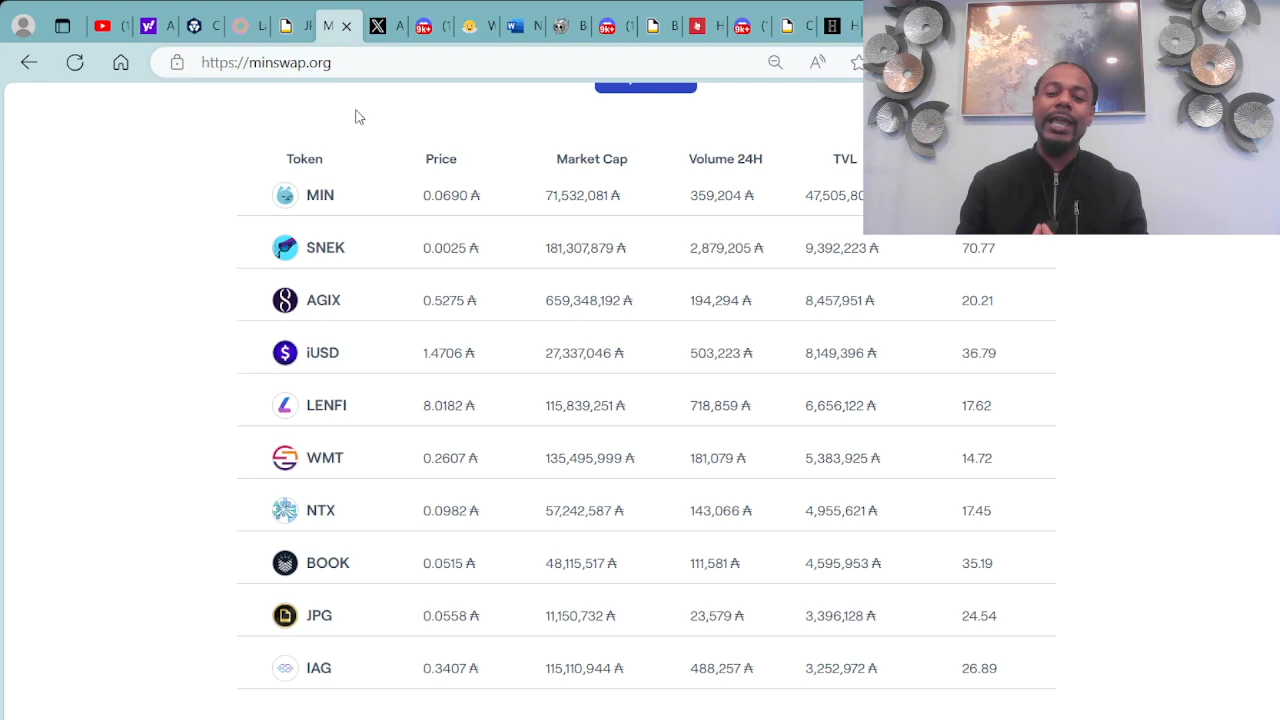 ( A C L JF M A 9k+ ( W N B 9k+ ( B H 9k+ ( C H H
https://minswap.org A
Token Price Market Cap Volume 24H TVL
MIN 0.0690 ₳ 71,532,081 ₳ 359,204 ₳ 47,505,80
SNEK 0.0025 ₳ 181,307,879 ₳ 2,879,205 ₳ 9,392,223 ₳ 70.77
AGIX 0.5275 ₳ 659,348,192 ₳ 194,294 ₳ 8,457,951 ₳ 20.21
iUSD 1.4706 ₳ 27,337,046 ₳ 503,223 ₳ 8,149,396 ₳ 36.79
LENFI 8.0182 ₳ 115,839,251 ₳ 718,859 ₳ 6,656,122 ₳ 17.62
WMT 0.2607 ₳ 135,495,999 ₳ 181,079 ₳ 5,383,925 ₳ 14.72
NTX 0.0982 ₳ 57,242,587 ₳ 143,066 ₳ 4,955,621 ₳ 17.45
BOOK 0.0515 ₳ 48,115,517 ₳ 111,581 ₳ 4,595,953 ₳ 35.19
JPG 0.0558 ₳ 11,150,732 ₳ 23,579 ₳ 3,396,128 ₳ 24.54
IAG 0.3407 ₳ 115,110,944 ₳ 488,257 ₳ 3,252,972 ₳ 26.89